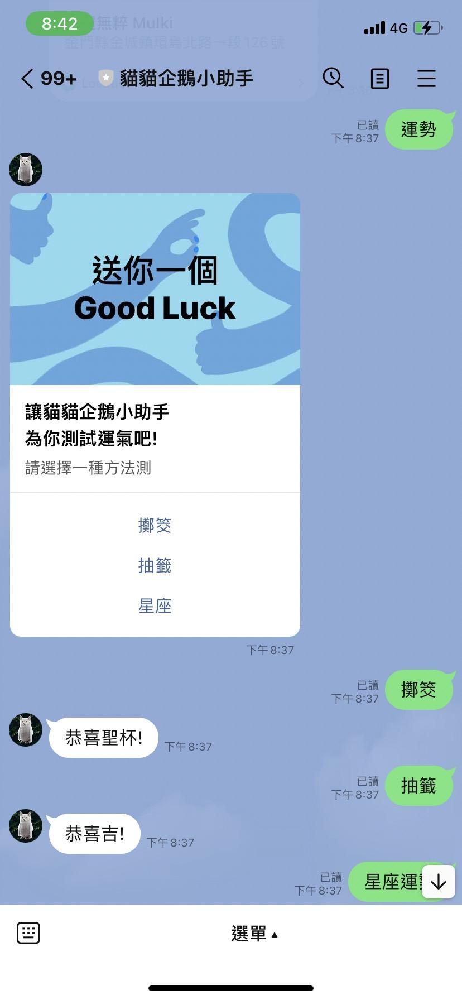 8:42
無粹 Mulki
4G
金門縣金城鎮環島北路一段126號
99+
貓貓企鵝小助手
已讀
下午8:37
運勢
送你一個
Good Luck
讓貓貓企鵝小助手
為你測試運氣吧!
請選擇一種方法測
擲筊
抽籤
星座
下午8:37
已讀
下午8:37
擲筊
恭喜聖杯!
下午8:37
已讀
下午8:37
抽籤
恭喜吉!
下午8:37
已讀
下午8:37
星座運
選單▲